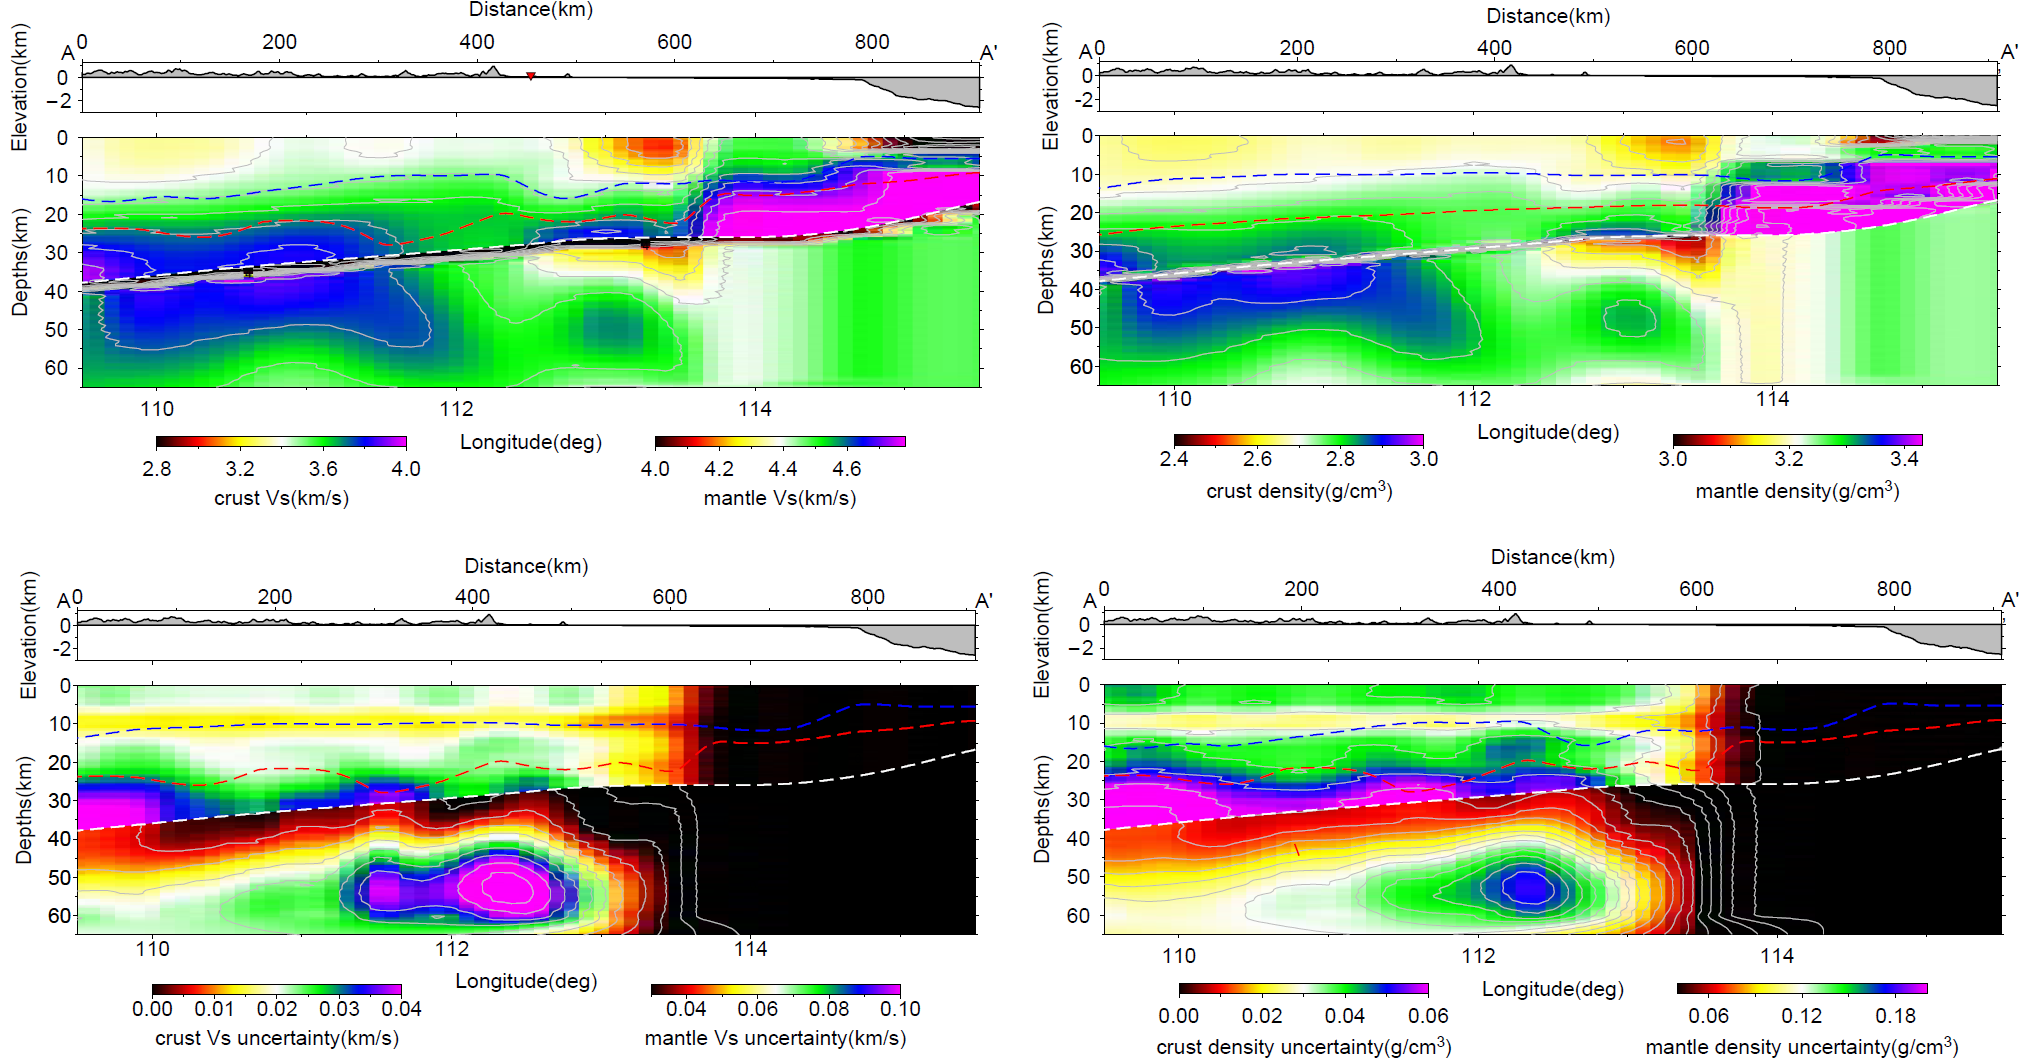 Distance(km)
A 0 200 400 600 800 A'
Elevation(km)
0
−2
Depths(km)
0
10
20
30
40
50
60
110 112 114
Longitude(deg)
2.8 3.2 3.6 4.0
crust Vs(km/s)
4.0 4.2 4.4 4.6
mantle Vs(km/s)
Distance(km)
A 0 200 400 600 800 A'
Elevation(km)
0
-2
Depths(km)
0
10
20
30
40
50
60
110 112 114
Longitude(deg)
2.4 2.6 2.8 3.0
crust density(g/cm³)
3.0 3.2 3.4
mantle density(g/cm³)
Distance(km)
A 0 200 400 600 800 A'
Elevation(km)
0
-2
Depths(km)
0
10
20
30
40
50
60
110 112 114
Longitude(deg)
0.00 0.01 0.02 0.03 0.04
crust Vs uncertainty(km/s)
0.04 0.06 0.08 0.10
mantle Vs uncertainty(km/s)
Distance(km)
A 0 200 400 600 800 A'
Elevation(km)
0
−2
Depths(km)
0
10
20
30
40
50
60
110 112 114
Longitude(deg)
0.00 0.02 0.04 0.06
crust density uncertainty(g/cm³)
0.06 0.12 0.18
mantle density uncertainty(g/cm³)